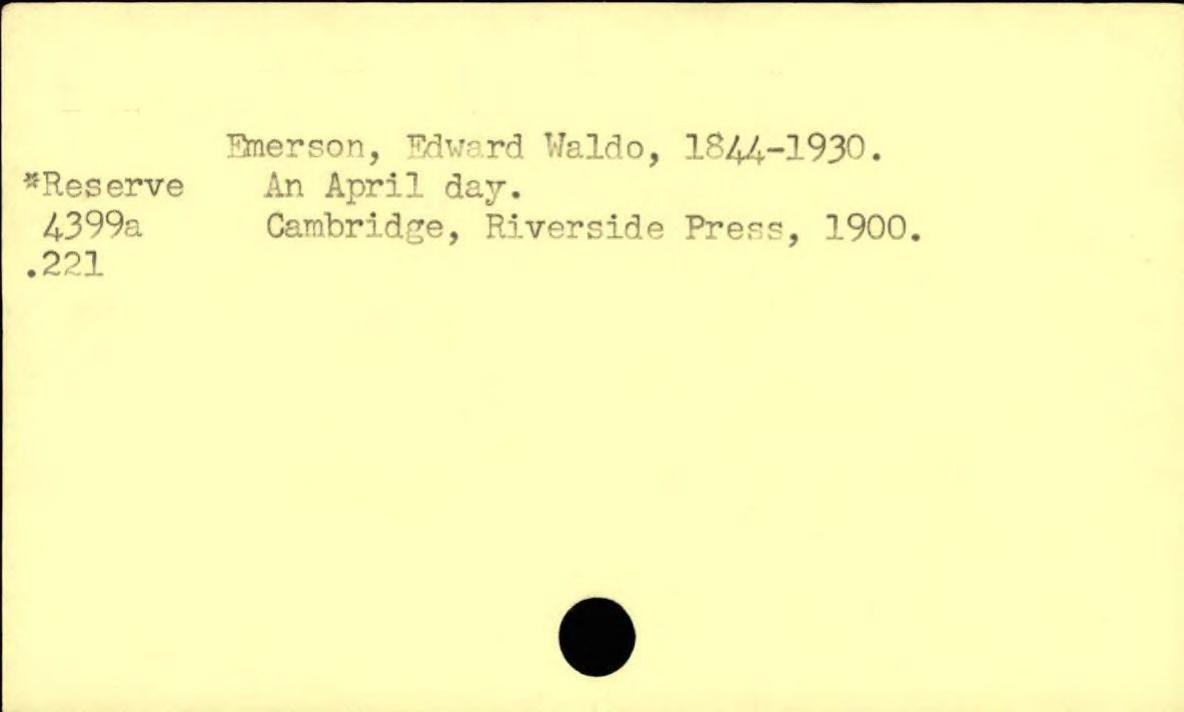 Emerson, Edward Waldo, 1844-1930.
*Reserve An April day.
4399a Cambridge, Riverside Press, 1900.
.221